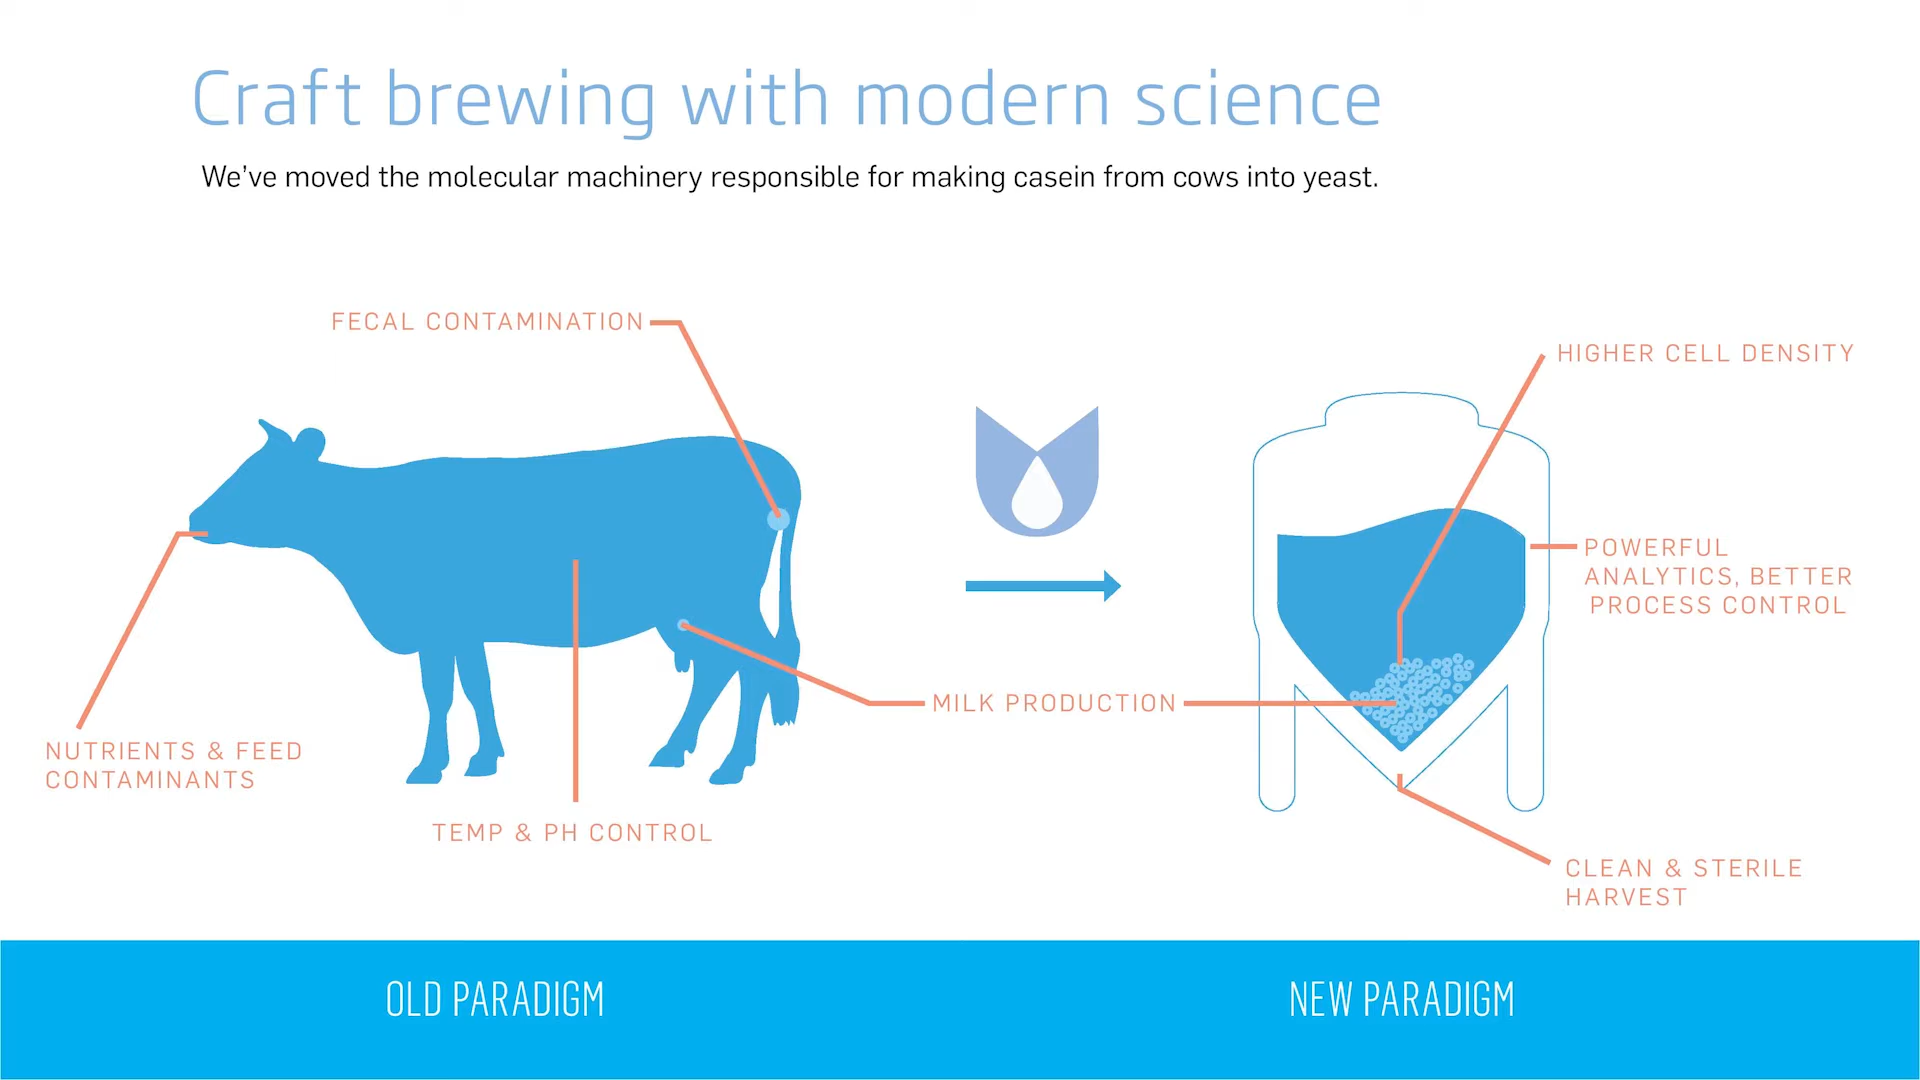 Craft brewing with modern science
We've moved the molecular machinery responsible for making casein from cows into yeast.
FECAL CONTAMINATION
HIGHER CELL DENSITY
POWERFUL
ANALYTICS, BETTER
PROCESS CONTROL
MILK PRODUCTION
NUTRIENTS & FEED
CONTAMINANTS
TEMP & PH CONTROL
CLEAN & STERILE
HARVEST
OLD PARADIGM
NEW PARADIGM